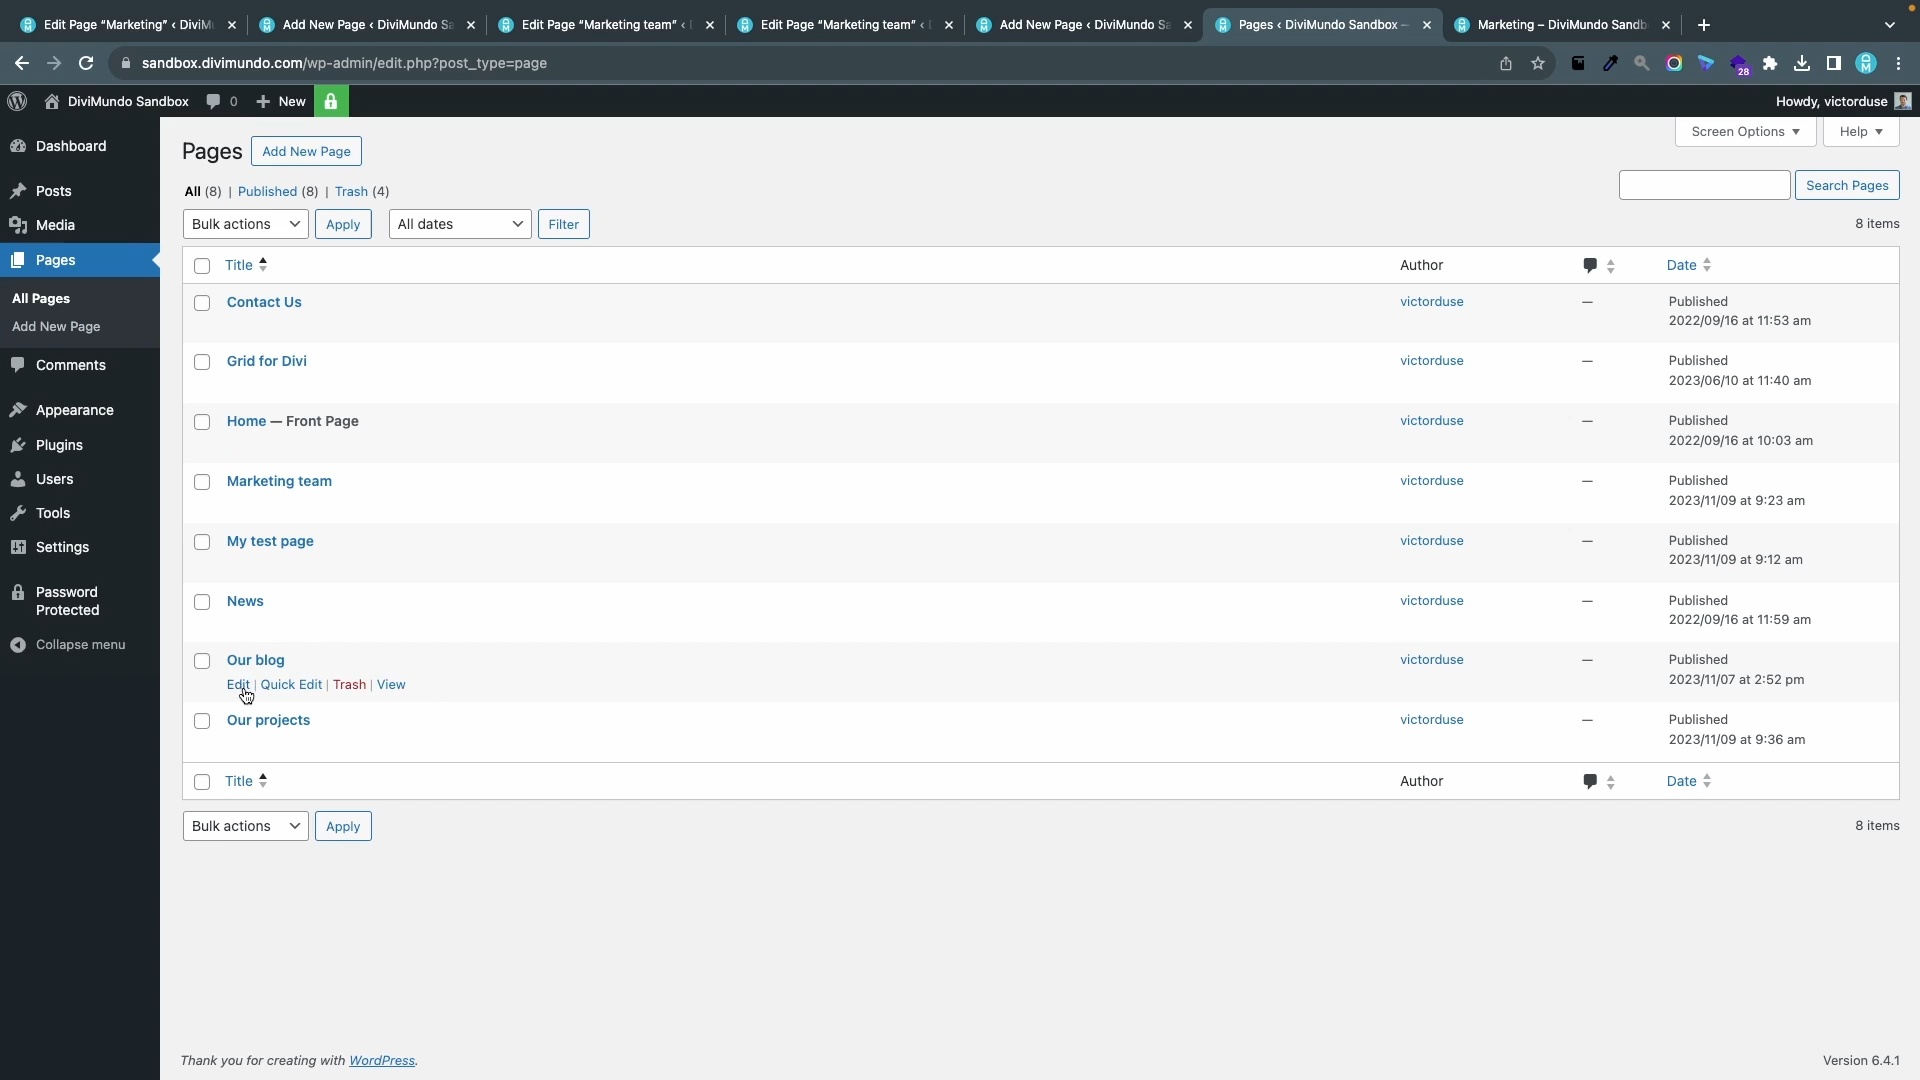 Edit Page “Marketing” ‹ DiviM
Add New Page ‹ DiviMundo Sa
Edit Page “Marketing team” ‹
Edit Page “Marketing team” ‹
Add New Page ‹ DiviMundo Sa
Pages ‹ DiviMundo Sandbox —
Marketing – DiviMundo Sandb
sandbox.divimundo.com/wp-admin/edit.php?post_type=page
28
DiviMundo Sandbox 0 New
Howdy, victorduse
Dashboard
Posts
Media
Pages
All Pages
Add New Page
Comments
Appearance
Plugins
Users
Tools
Settings
Password
Protected
Collapse menu
Screen Options Help
Pages Add New Page
All (8) | Published (8) | Trash (4)
Search Pages
Bulk actions Apply All dates Filter
8 items
Title Author Date
Contact Us victorduse — Published
2022/09/16 at 11:53 am
Grid for Divi victorduse — Published
2023/06/10 at 11:40 am
Home — Front Page victorduse — Published
2022/09/16 at 10:03 am
Marketing team victorduse — Published
2023/11/09 at 9:23 am
My test page victorduse — Published
2023/11/09 at 9:12 am
News victorduse — Published
2022/09/16 at 11:59 am
Our blog victorduse — Published
Edit | Quick Edit | Trash | View 2023/11/07 at 2:52 pm
Our projects victorduse — Published
2023/11/09 at 9:36 am
Title Author Date
Bulk actions Apply
8 items
Thank you for creating with WordPress.
Version 6.4.1